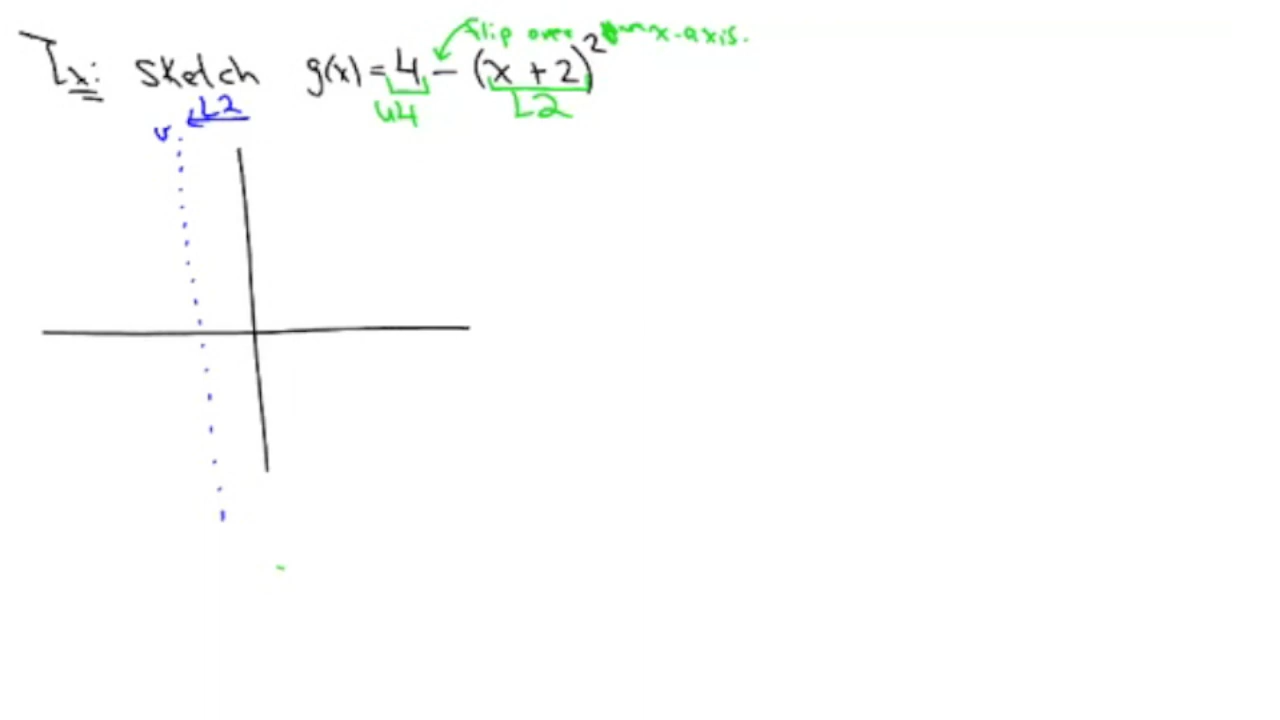 flip over x-axis.
Ex: Sketch g(x) = 4 - (x + 2)²
L2 U4 L2